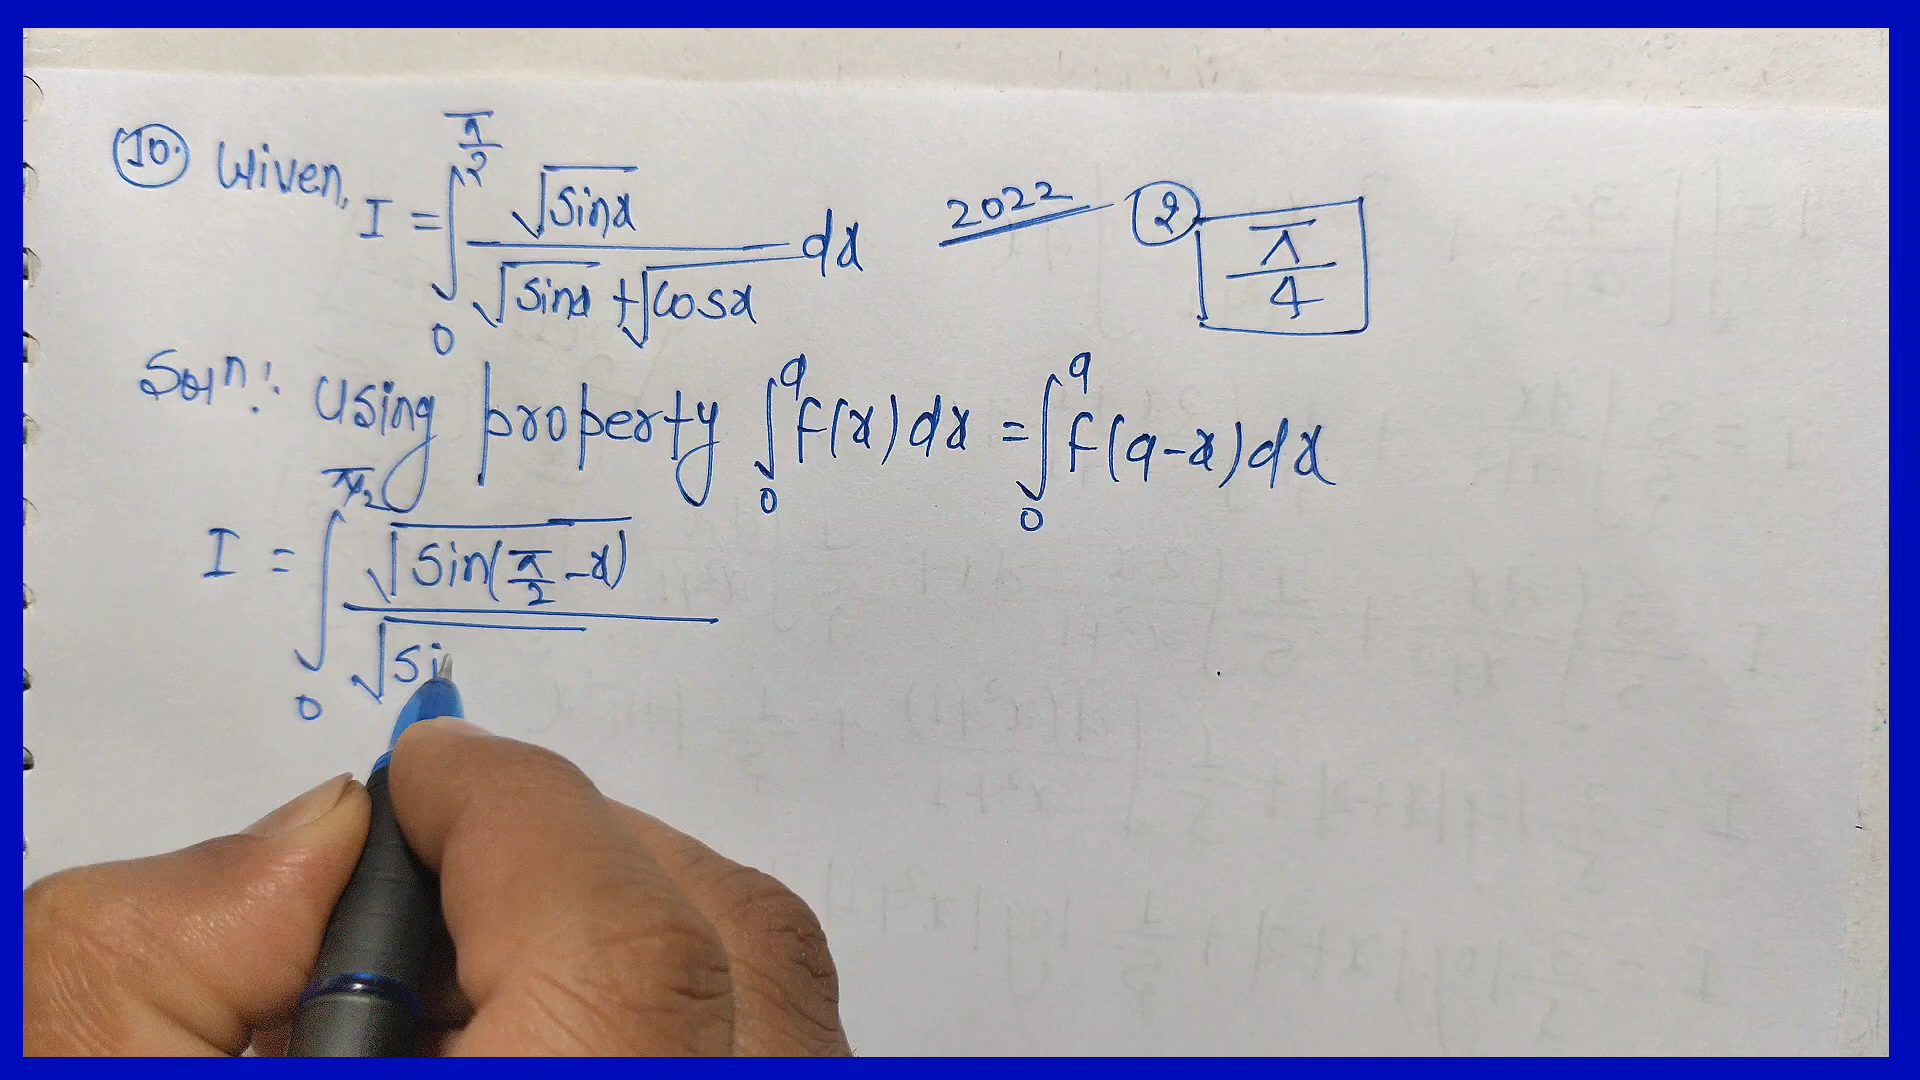 10. Given, I = ∫₀^{π/2} √sinx / (√sinx + √cosx) dx 2022 ② π/4
Solⁿ: Using property ∫₀^a f(x) dx = ∫₀^a f(a-x) dx
I = ∫₀^{π/2} √Sin(π/2 - x) / √Si